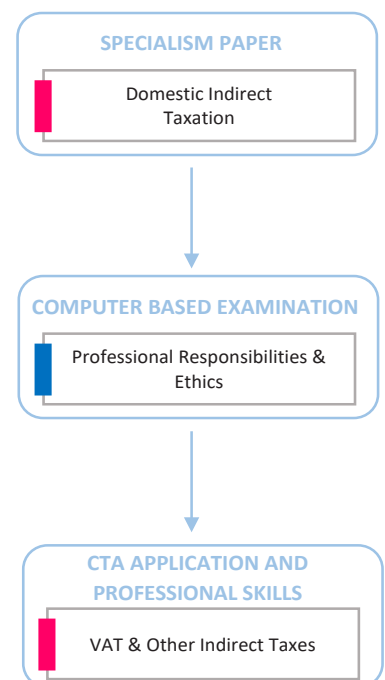 SPECIALISM PAPER
Domestic Indirect
Taxation
COMPUTER BASED EXAMINATION
Professional Responsibilities &
Ethics
CTA APPLICATION AND
PROFESSIONAL SKILLS
VAT & Other Indirect Taxes